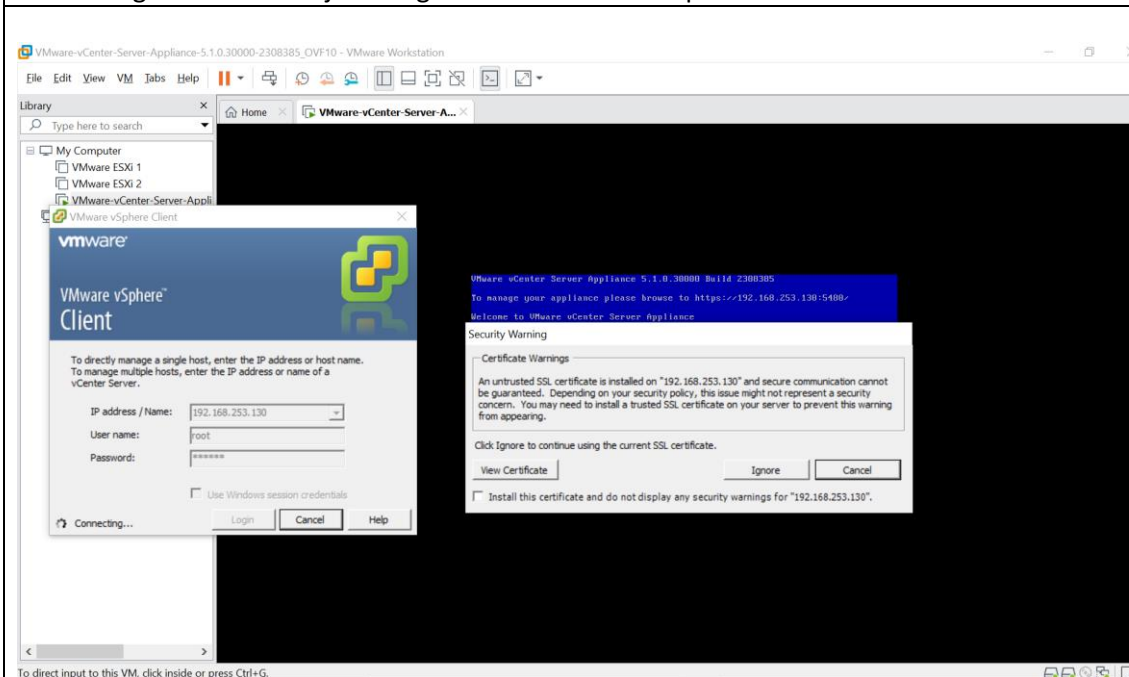 VMware-vCenter-Server-Appliance-5.1.0.30000-2308385_OVF10 - VMware Workstation
File Edit View VM Tabs Help
Library
Home
VMware-vCenter-Server-A...
Type here to search
My Computer
VMware ESXi 1
VMware ESXi 2
VMware-vCenter-Server-Appli
VMware vSphere Client
vmware
VMware vSphere™
Client
To directly manage a single host, enter the IP address or host name.
To manage multiple hosts, enter the IP address or name of a
vCenter Server.
IP address / Name: 192.168.253.130
User name: root
Password: ******
Use Windows session credentials
Connecting...
Login Cancel Help
VMware vCenter Server Appliance 5.1.0.30000 Build 2308385
To manage your appliance please browse to https://192.168.253.130:5480/
Welcome to VMware vCenter Server Appliance
Security Warning
Certificate Warnings
An untrusted SSL certificate is installed on "192.168.253.130" and secure communication cannot
be guaranteed. Depending on your security policy, this issue might not represent a security
concern. You may need to install a trusted SSL certificate on your server to prevent this warning
from appearing.
Click Ignore to continue using the current SSL certificate.
View Certificate Ignore Cancel
Install this certificate and do not display any security warnings for "192.168.253.130".
To direct input to this VM, click inside or press Ctrl+G.